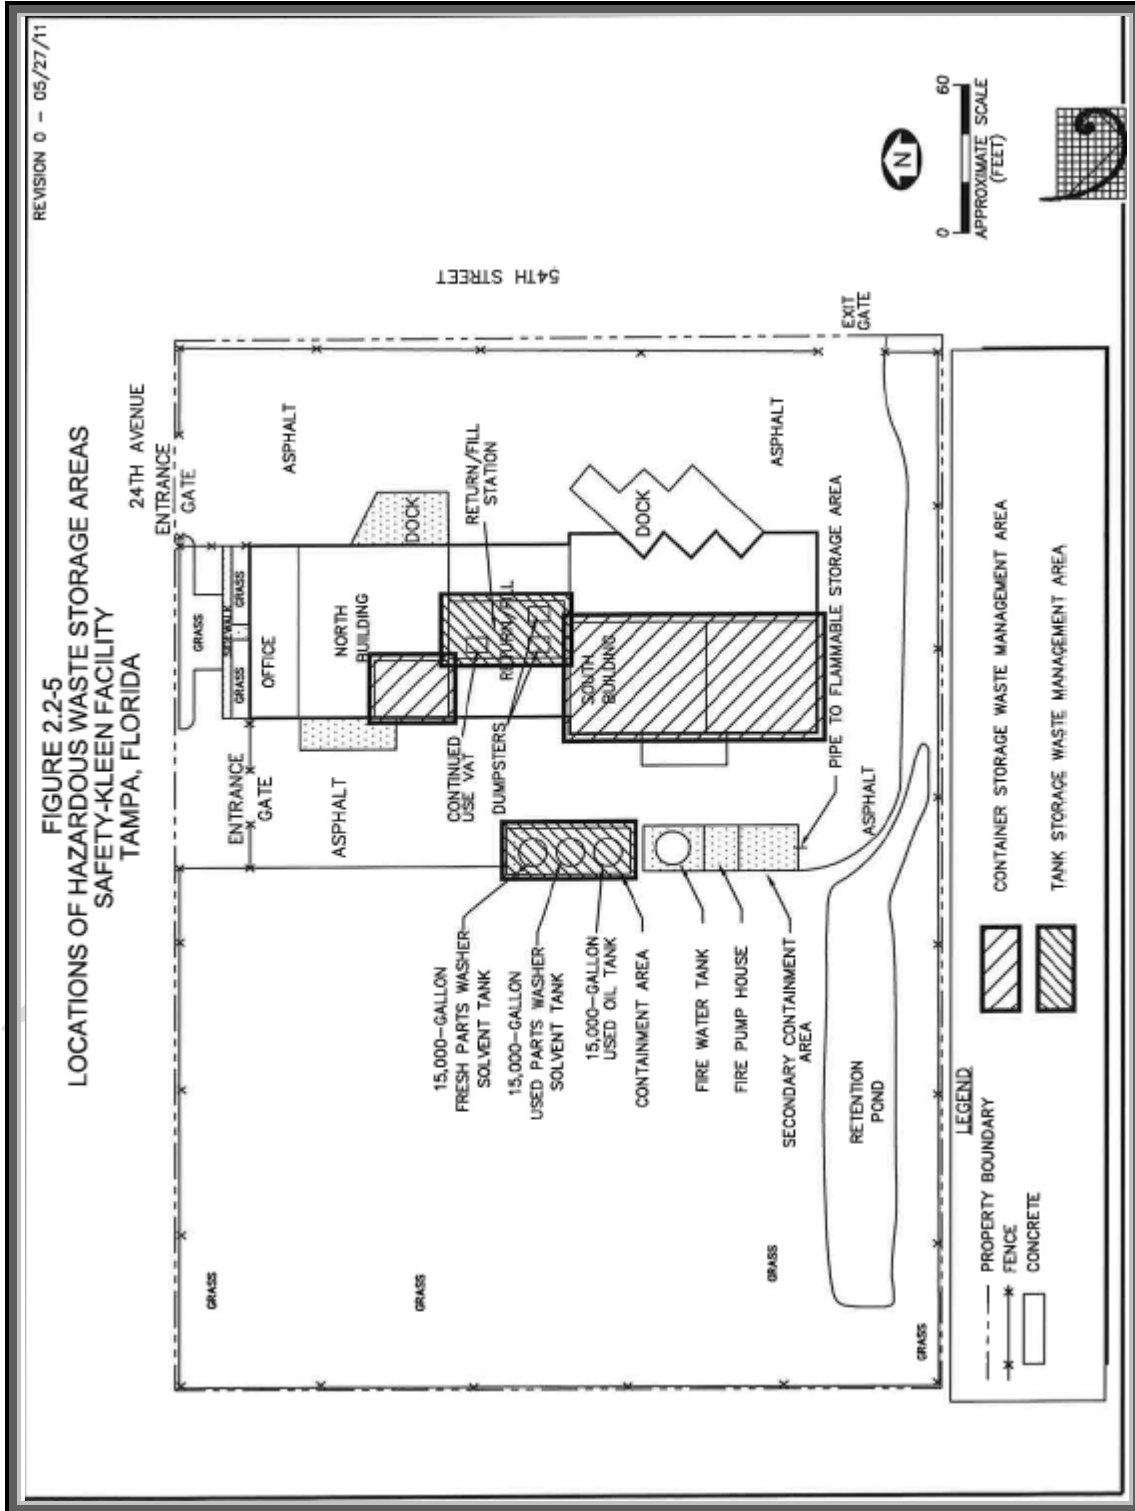 REVISION 0 - 05/27/11
FIGURE 2.2-5
LOCATIONS OF HAZARDOUS WASTE STORAGE AREAS
SAFETY-KLEEN FACILITY
TAMPA, FLORIDA
24TH AVENUE
ENTRANCE
GATE
ENTRANCE
GATE
GRASS
SIDEWALK
GRASS
GRASS
OFFICE
ASPHALT
ASPHALT
54TH STREET
NORTH
BUILDING
DOCK
RETURN/FILL
STATION
RETURN/FILL
CONTINUED
USE VAT
DUMPSTERS
SOUTH
BUILDING
DOCK
ASPHALT
PIPE TO FLAMMABLE STORAGE AREA
ASPHALT
EXIT
GATE
15,000-GALLON
FRESH PARTS WASHER
SOLVENT TANK
15,000-GALLON
USED PARTS WASHER
SOLVENT TANK
15,000-GALLON
USED OIL TANK
CONTAINMENT AREA
FIRE WATER TANK
FIRE PUMP HOUSE
SECONDARY CONTAINMENT
AREA
RETENTION
POND
GRASS
GRASS
GRASS
GRASS
N
0 60
APPROXIMATE SCALE
(FEET)
LEGEND
PROPERTY BOUNDARY
FENCE
CONCRETE
CONTAINER STORAGE WASTE MANAGEMENT AREA
TANK STORAGE WASTE MANAGEMENT AREA